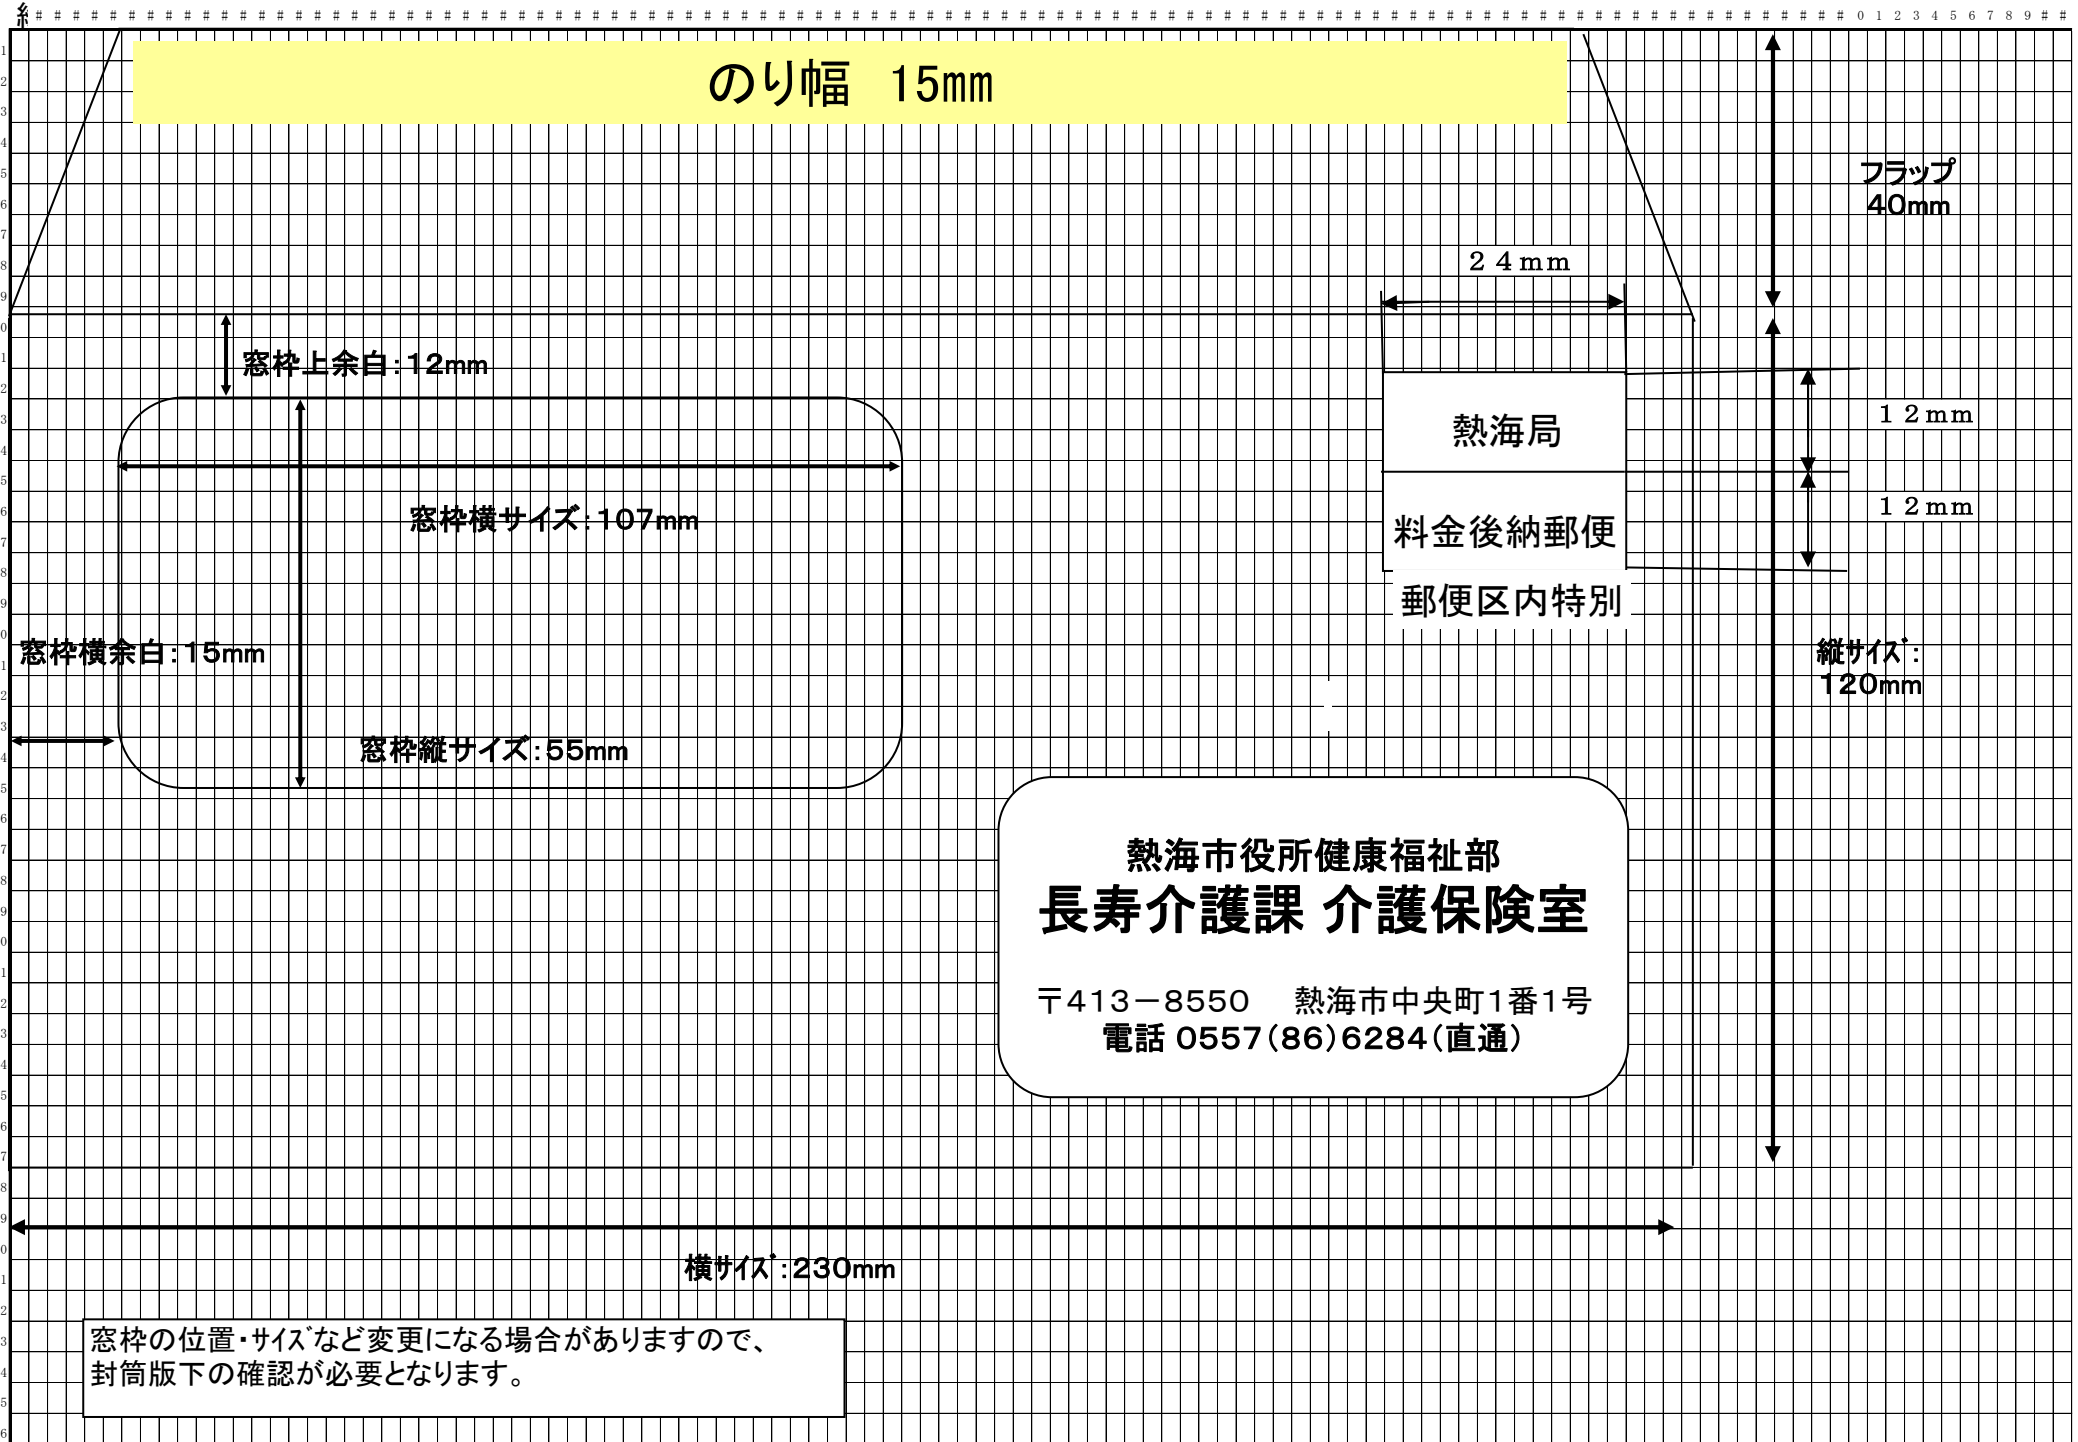 のり幅　15mm
フラップ
40mm
２４mm
窓枠上余白：12mm
熱海局
１２mm
窓枠横サイズ：107mm
１２mm
料金後納郵便
郵便区内特別
窓枠横余白：15mm
縦サイズ：
120mm
窓枠縦サイズ：55mm
熱海市役所健康福祉部
長寿介護課 介護保険室
〒413－8550　熱海市中央町1番1号
電話 0557（86）6284（直通）
横サイズ：230mm
窓枠の位置・サイズなど変更になる場合がありますので、
封筒版下の確認が必要となります。